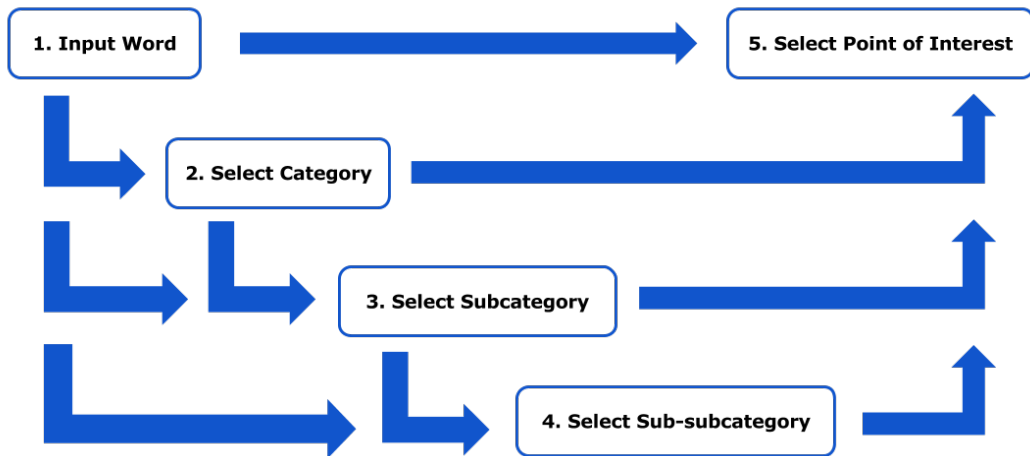 1. Input Word
5. Select Point of Interest
2. Select Category
3. Select Subcategory
4. Select Sub-subcategory